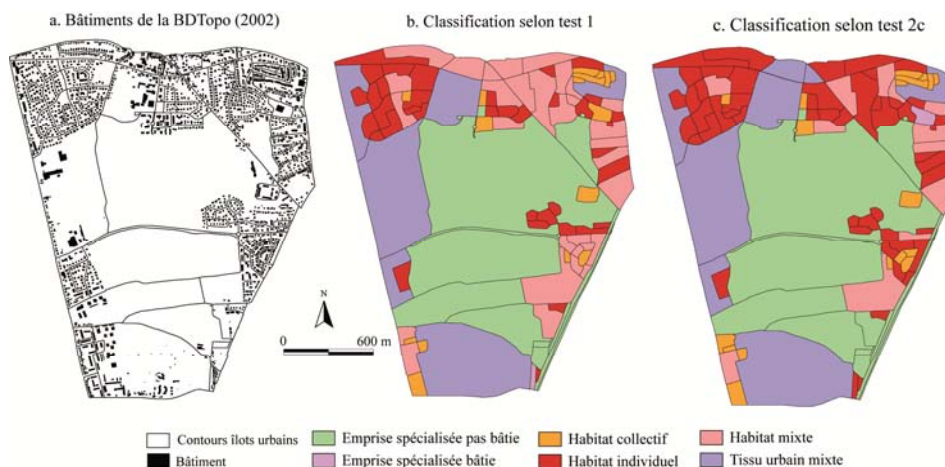 a. Bâtiments de la BDTopo (2002)
b. Classification selon test 1
c. Classification selon test 2c
N
0 600 m
Contours îlots urbains
Bâtiment
Emprise spécialisée pas bâtie
Emprise spécialisée bâtie
Habitat collectif
Habitat individuel
Habitat mixte
Tissu urbain mixte